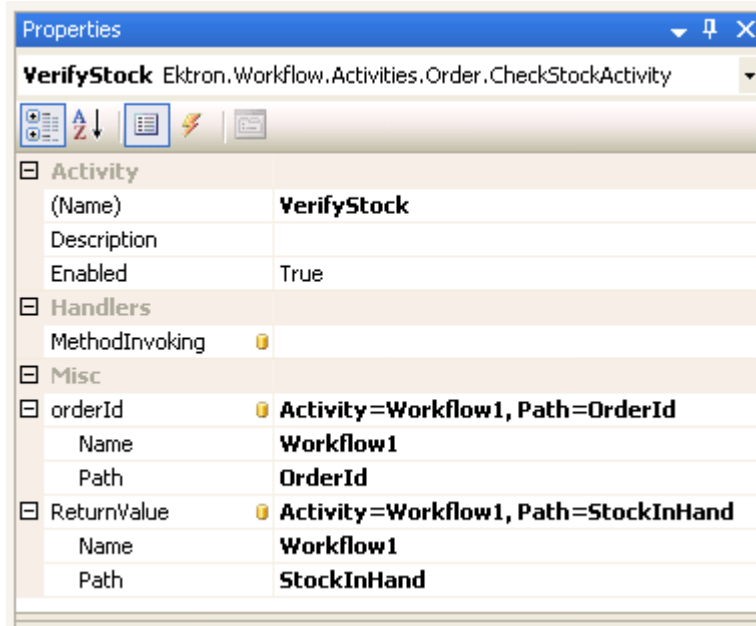 Properties
VerifyStock Ektron.Workflow.Activities.Order.CheckStockActivity
Activity
(Name) VerifyStock
Description
Enabled True
Handlers
MethodInvoking
Misc
orderId Activity=Workflow1, Path=OrderId
Name Workflow1
Path OrderId
ReturnValue Activity=Workflow1, Path=StockInHand
Name Workflow1
Path StockInHand